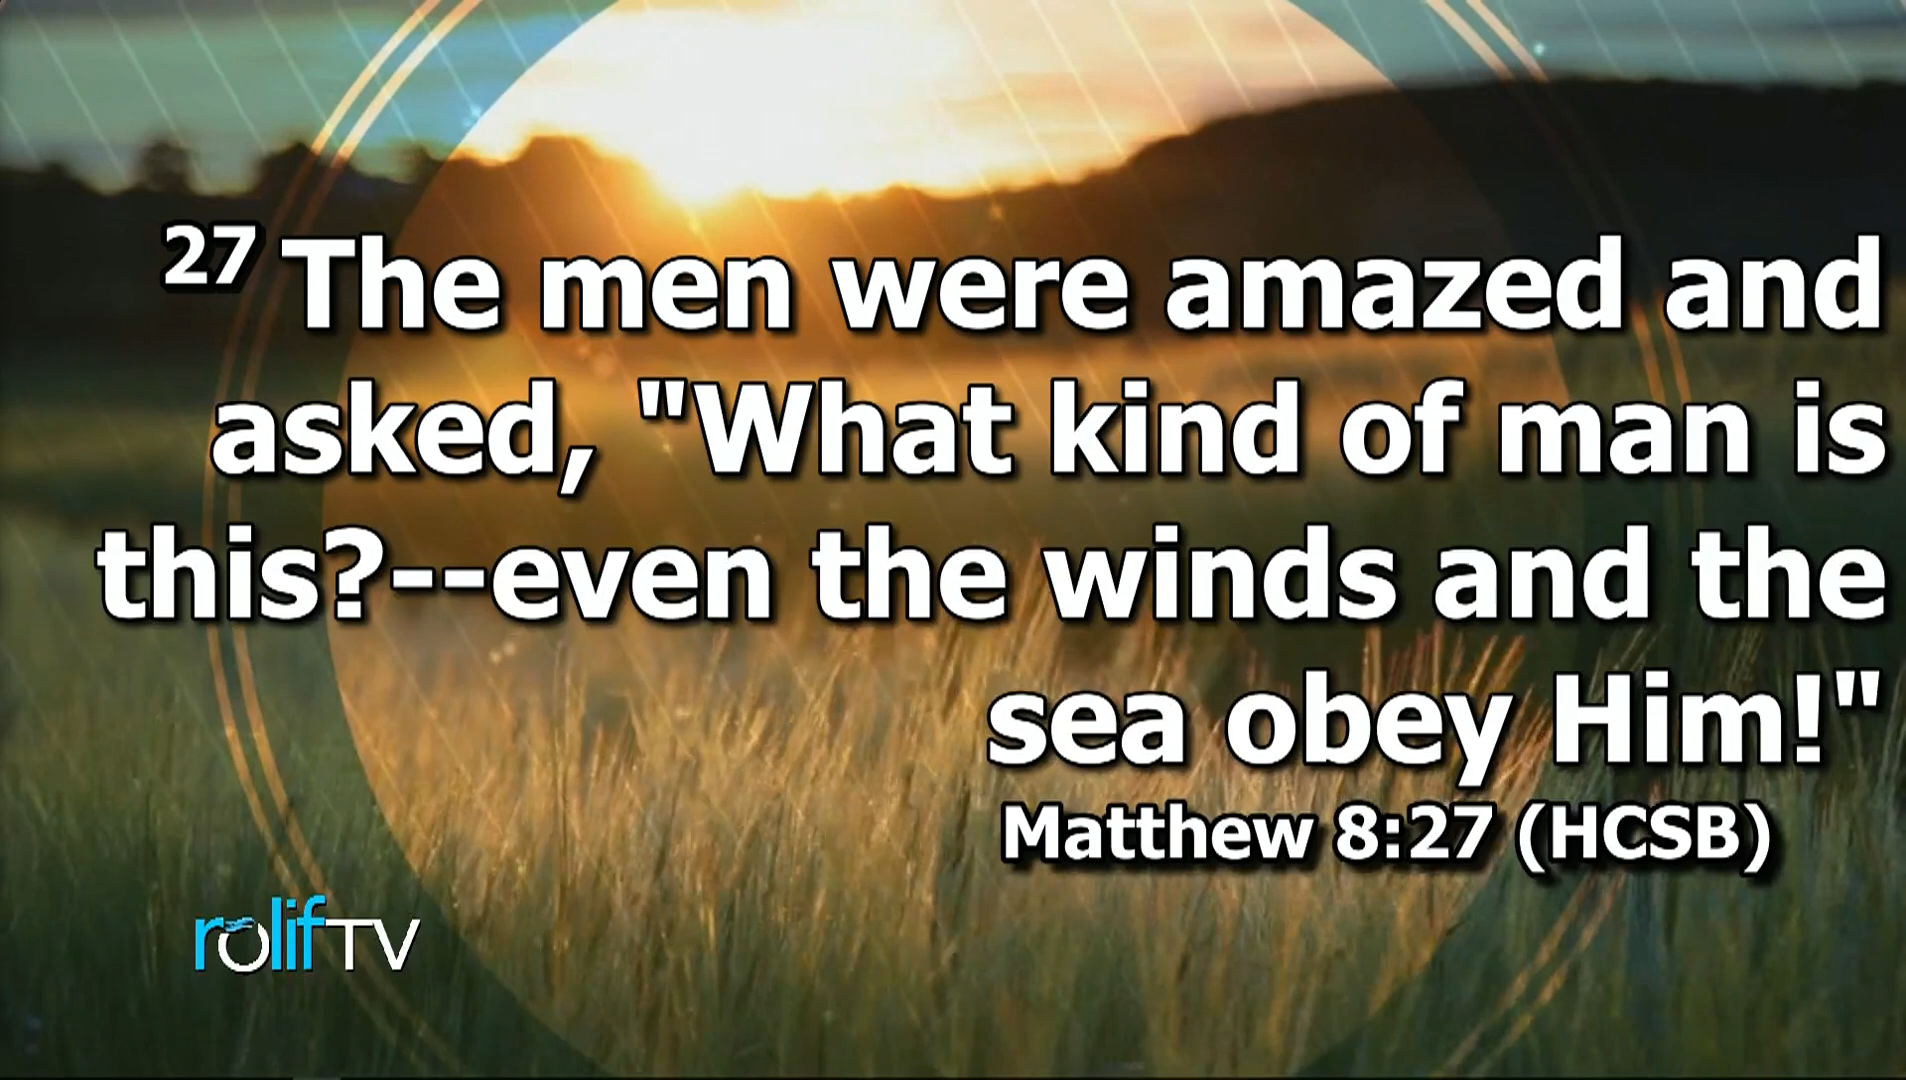 27 The men were amazed and
asked, "What kind of man is
this?--even the winds and the
sea obey Him!"
Matthew 8:27 (HCSB)
rolifTV